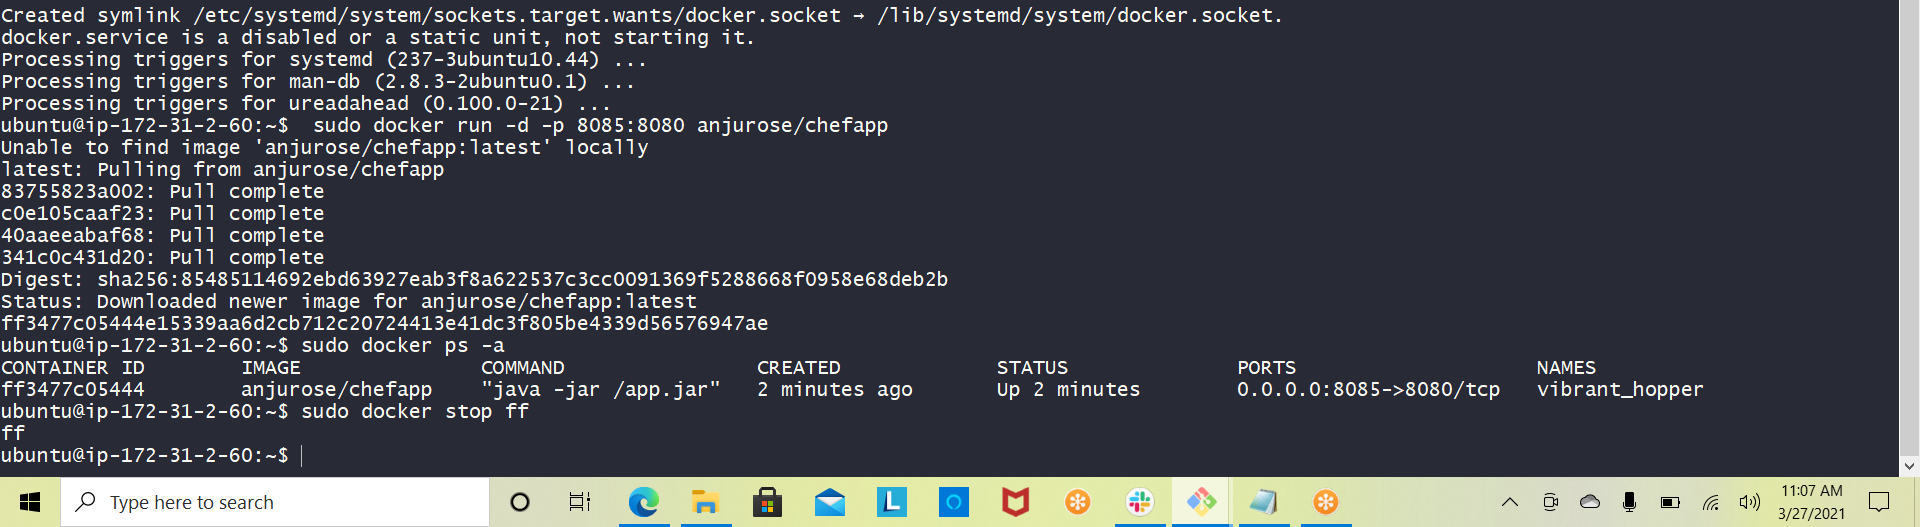 Created symlink /etc/systemd/system/sockets.target.wants/docker.socket → /lib/systemd/system/docker.socket.
docker.service is a disabled or a static unit, not starting it.
Processing triggers for systemd (237-3ubuntu10.44) ...
Processing triggers for man-db (2.8.3-2ubuntu0.1) ...
Processing triggers for ureadahead (0.100.0-21) ...
ubuntu@ip-172-31-2-60:~$  sudo docker run -d -p 8085:8080 anjurose/chefapp
Unable to find image 'anjurose/chefapp:latest' locally
latest: Pulling from anjurose/chefapp
83755823a002: Pull complete
c0e105caaf23: Pull complete
40aaeeabaf68: Pull complete
341c0c431d20: Pull complete
Digest: sha256:85485114692ebd63927eab3f8a622537c3cc0091369f5288668f0958e68deb2b
Status: Downloaded newer image for anjurose/chefapp:latest
ff3477c05444e15339aa6d2cb712c20724413e41dc3f805be4339d56576947ae
ubuntu@ip-172-31-2-60:~$ sudo docker ps -a
CONTAINER ID        IMAGE               COMMAND                CREATED             STATUS              PORTS                    NAMES
ff3477c05444        anjurose/chefapp    "java -jar /app.jar"   2 minutes ago       Up 2 minutes        0.0.0.0:8085->8080/tcp   vibrant_hopper
ubuntu@ip-172-31-2-60:~$ sudo docker stop ff
ff
ubuntu@ip-172-31-2-60:~$
Type here to search
L
11:07 AM
3/27/2021